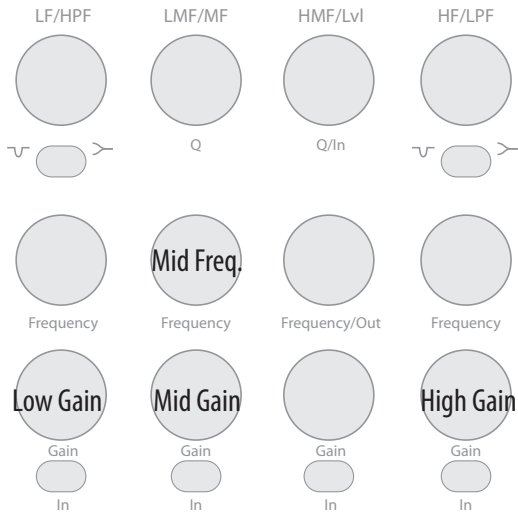 LF/HPF LMF/MF HMF/Lvl HF/LPF
Q Q/In
Mid Freq.
Frequency Frequency Frequency/Out Frequency
Low Gain Mid Gain High Gain
Gain Gain Gain Gain
In In In In